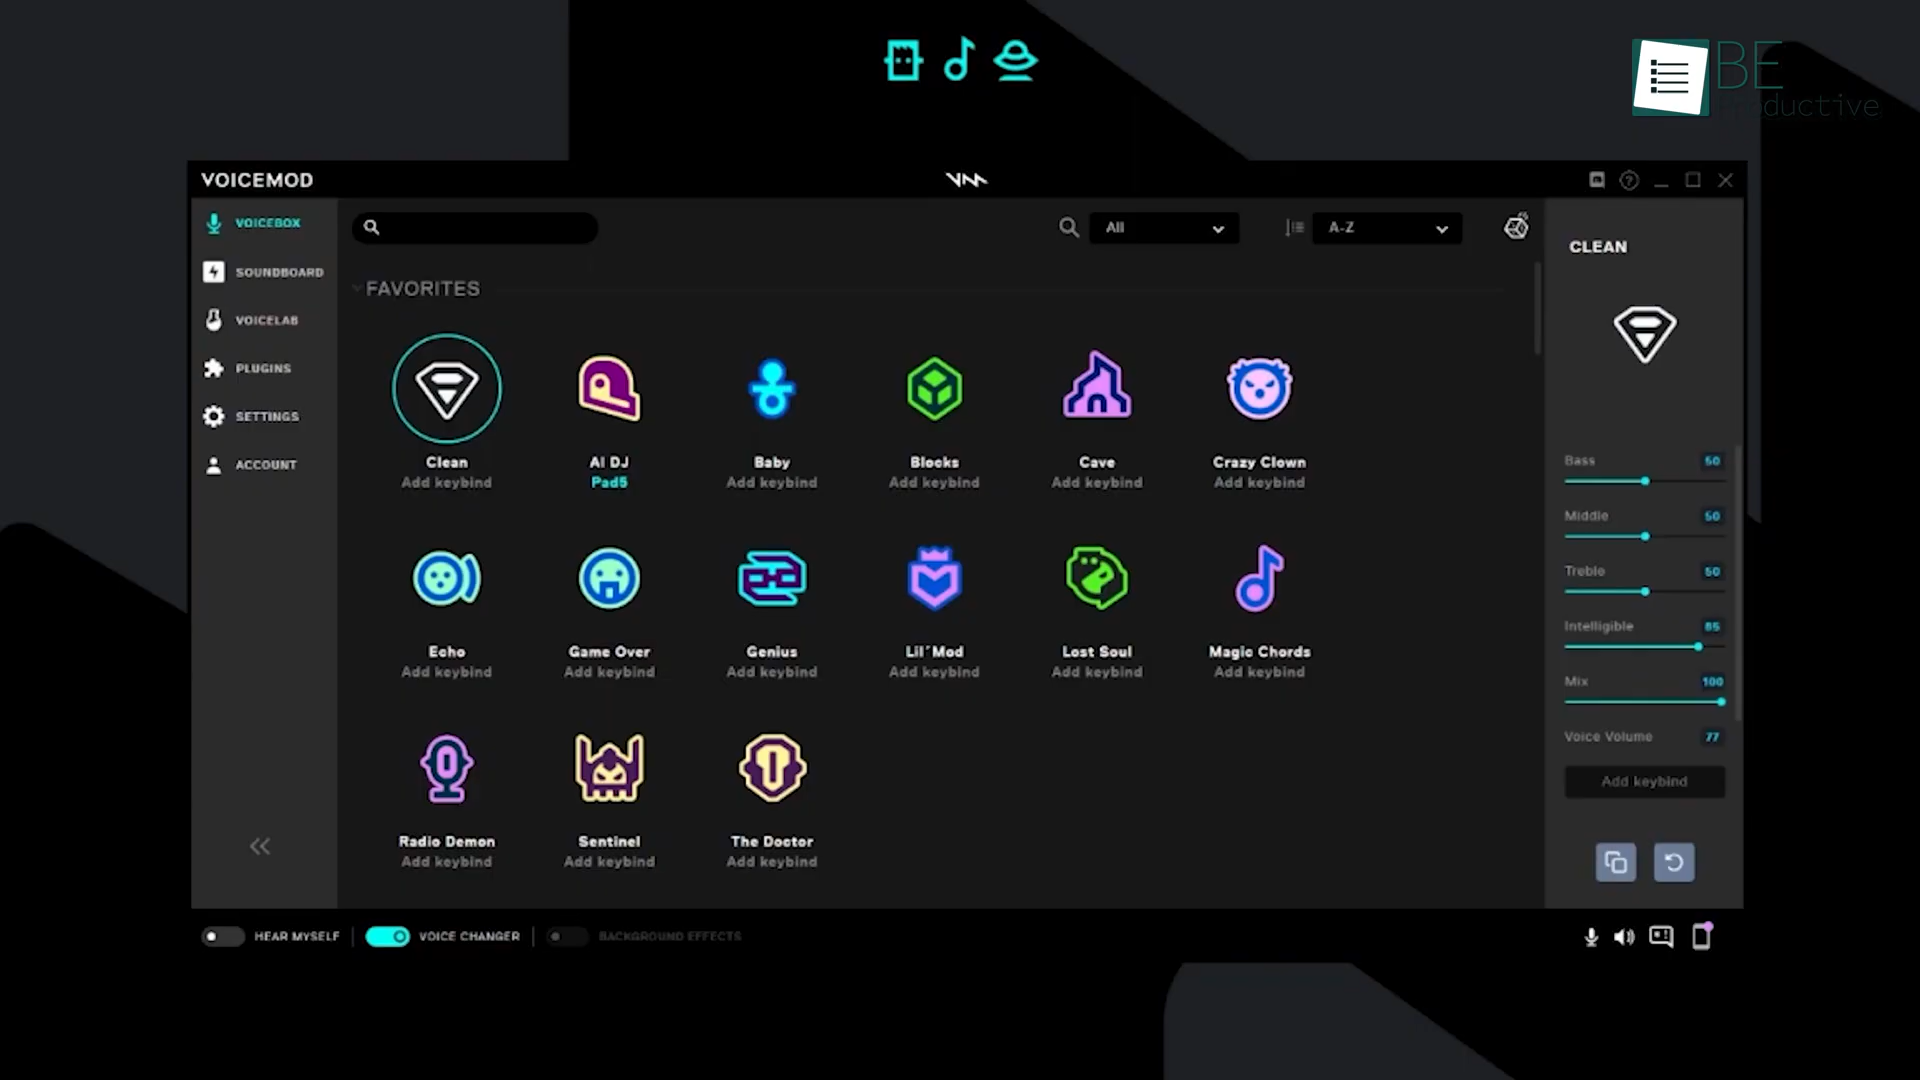 BE
Productive
VOICEMOD
VOICEBOX
SOUNDBOARD
VOICELAB
PLUGINS
SETTINGS
ACCOUNT
All
A-Z
FAVORITES
Clean
Add keybind
AI DJ
Pad5
Baby
Add keybind
Blocks
Add keybind
Cave
Add keybind
Crazy Clown
Add keybind
Echo
Add keybind
Game Over
Add keybind
Genius
Add keybind
Lil´Mod
Add keybind
Lost Soul
Add keybind
Magic Chords
Add keybind
Radio Demon
Add keybind
Sentinel
Add keybind
The Doctor
Add keybind
CLEAN
Bass 50
Middle 50
Treble 50
Intelligible 85
Mix 100
Voice Volume 77
Add keybind
HEAR MYSELF
VOICE CHANGER
BACKGROUND EFFECTS